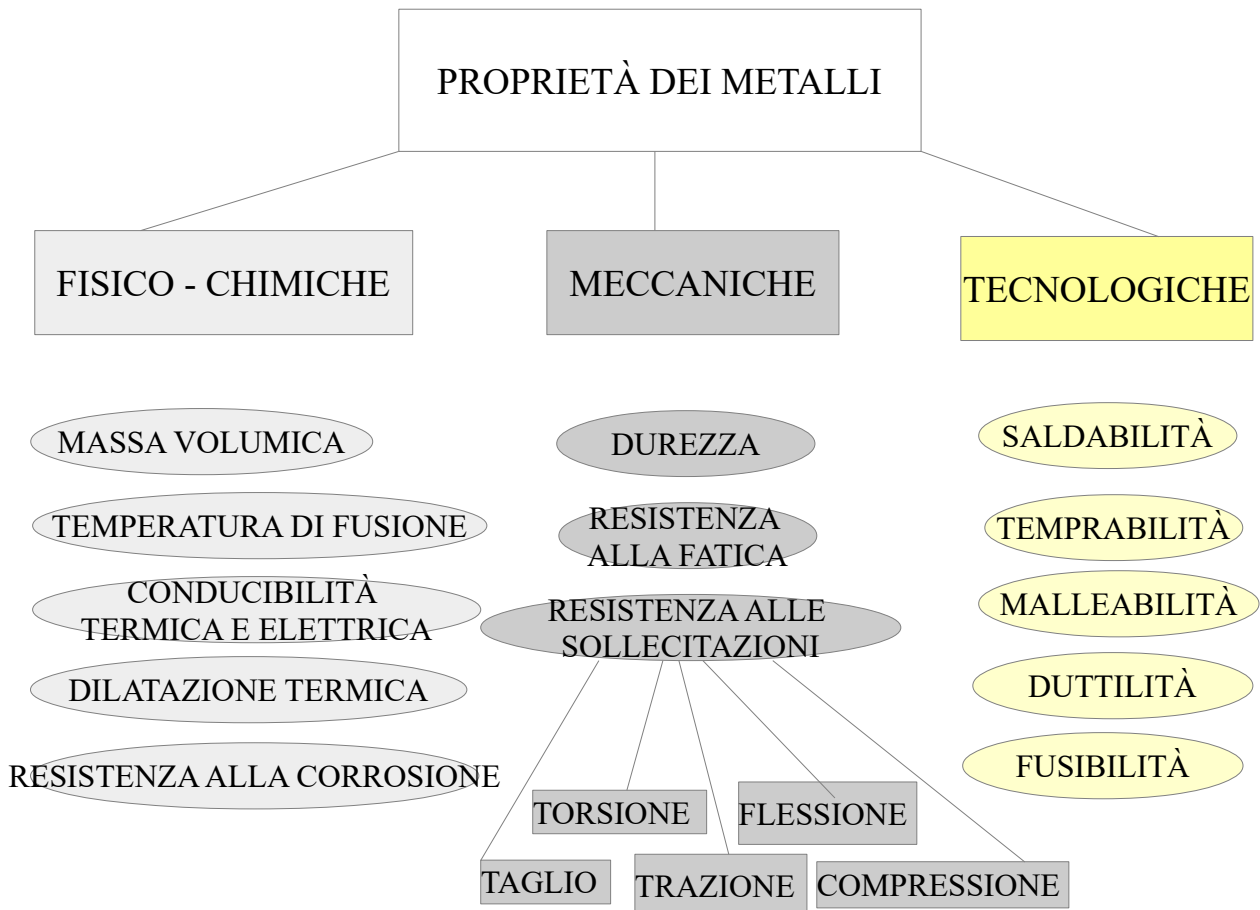 PROPRIETÀ DEI METALLI
FISICO - CHIMICHE
MECCANICHE
TECNOLOGICHE
MASSA VOLUMICA
TEMPERATURA DI FUSIONE
CONDUCIBILITÀ
TERMICA E ELETTRICA
DILATAZIONE TERMICA
RESISTENZA ALLA CORROSIONE
DUREZZA
RESISTENZA
ALLA FATICA
RESISTENZA ALLE
SOLLECITAZIONI
TORSIONE
FLESSIONE
TAGLIO
TRAZIONE
COMPRESSIONE
SALDABILITÀ
TEMPRABILITÀ
MALLEABILITÀ
DUTTILITÀ
FUSIBILITÀ